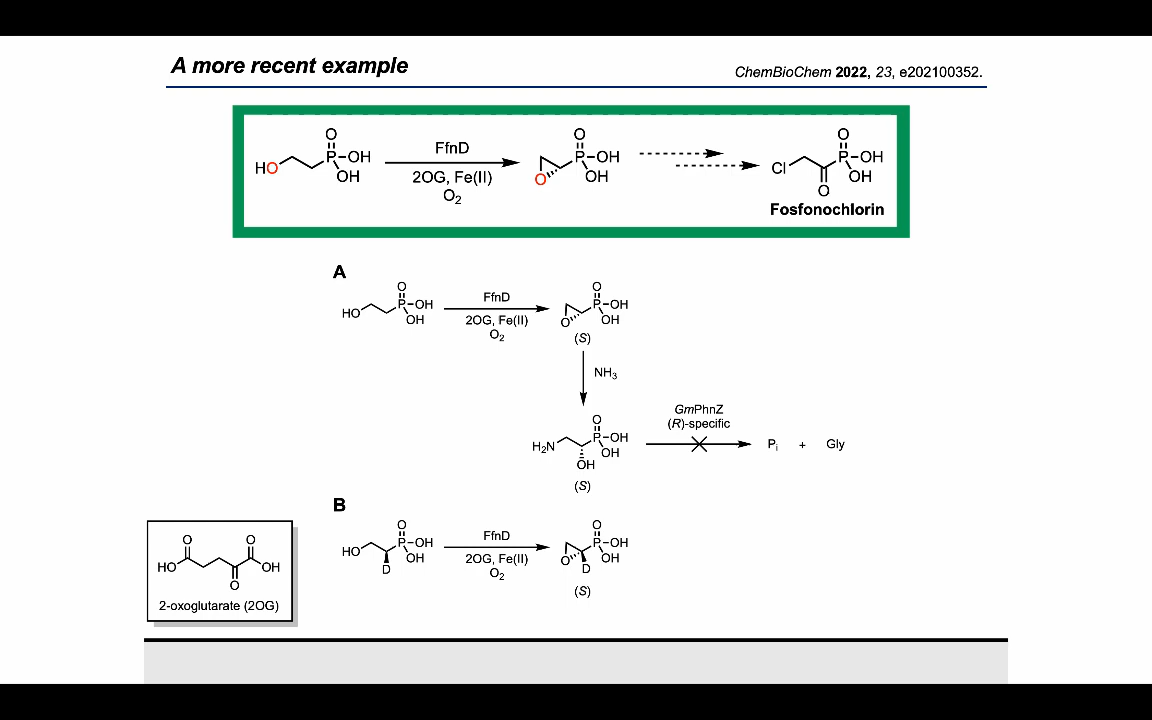 A more recent example
ChemBioChem 2022, 23, e202100352.
HO
O
P
OH
OH
FfnD
2OG, Fe(II)
O2
O
O
P
OH
OH
Cl
O
O
P
OH
OH
Fosfonochlorin
A
HO
O
P
OH
OH
FfnD
2OG, Fe(II)
O2
O
O
P
OH
OH
(S)
NH3
H2N
OH
O
P
OH
OH
(S)
GmPhnZ
(R)-specific
Pi + Gly
B
HO
D
O
P
OH
OH
FfnD
2OG, Fe(II)
O2
O
D
O
P
OH
OH
(S)
O
HO
O
O
OH
2-oxoglutarate (2OG)